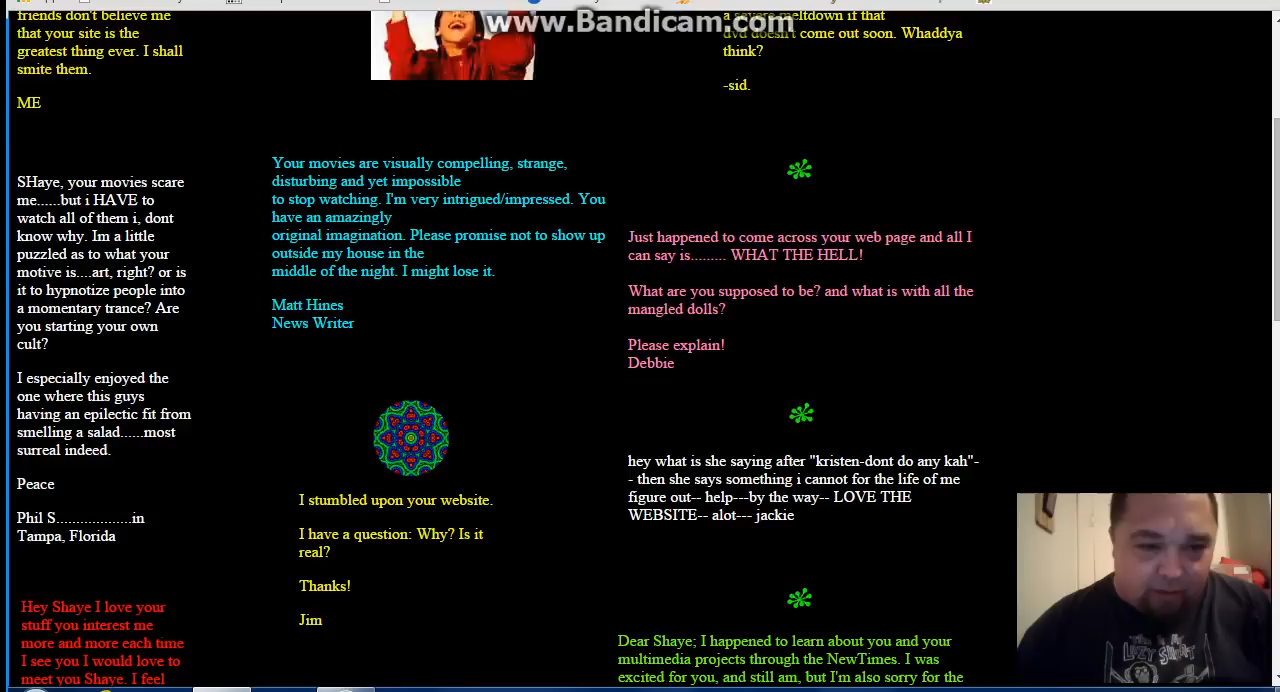 www.Bandicam.com
friends don't believe me
that your site is the
greatest thing ever. I shall
smite them.
ME
SHaye, your movies scare
me......but i HAVE to
watch all of them i, dont
know why. Im a little
puzzled as to what your
motive is....art, right? or is
it to hypnotize people into
a momentary trance? Are
you starting your own
cult?
I especially enjoyed the
one where this guys
having an epilectic fit from
smelling a salad......most
surreal indeed.
Peace
Phil S..................in
Tampa, Florida
Hey Shaye I love your
stuff you interest me
more and more each time
I see you I would love to
meet you Shaye. I feel
Your movies are visually compelling, strange,
disturbing and yet impossible
to stop watching. I'm very intrigued/impressed. You
have an amazingly
original imagination. Please promise not to show up
outside my house in the
middle of the night. I might lose it.
Matt Hines
News Writer
I stumbled upon your website.
I have a question: Why? Is it
real?
Thanks!
Jim
a severe meltdown if that
dvd doesn't come out soon. Whaddya
think?
-sid.
Just happened to come across your web page and all I
can say is......... WHAT THE HELL!
What are you supposed to be? and what is with all the
mangled dolls?
Please explain!
Debbie
hey what is she saying after "kristen-dont do any kah"-
- then she says something i cannot for the life of me
figure out-- help---by the way-- LOVE THE
WEBSITE-- alot--- jackie
Dear Shaye; I happened to learn about you and your
multimedia projects through the NewTimes. I was
excited for you, and still am, but I'm also sorry for the